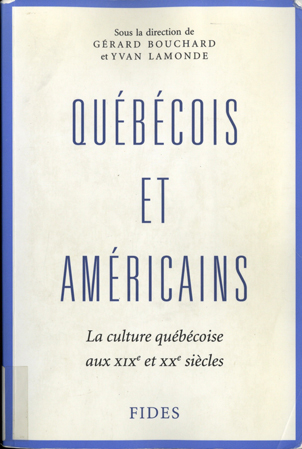 Sous la direction de
GÉRARD BOUCHARD
et YVAN LAMONDE
QUÉBÉCOIS
ET
AMÉRICAINS
La culture québécoise
aux XIXe et XXe siècles
FIDES